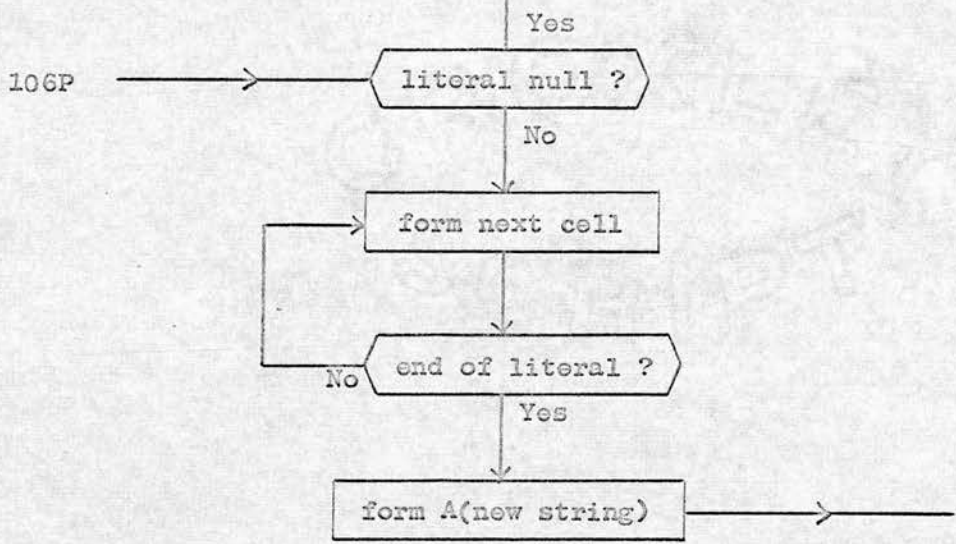 Yes
106P
literal null ?
No
form next cell
end of literal ?
No
Yes
form A(new string)